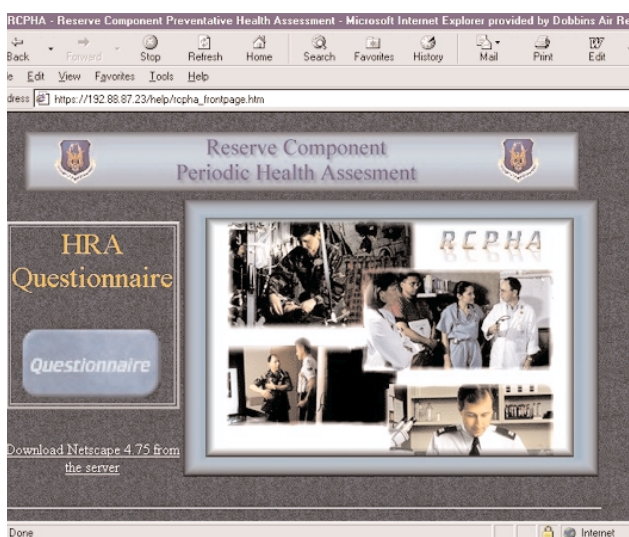 RCPHA - Reserve Component Preventative Health Assessment - Microsoft Internet Explorer provided by Dobbins Air Re
Back Forward Stop Refresh Home Search Favorites History Mail Print Edit
e Edit View Favorites Tools Help
dress https://192.88.87.23/help/rcpha_frontpage.htm
Reserve Component
Periodic Health Assesment
RCPHA
HRA
Questionnaire
Questionnaire
Download Netscape 4.75 from
the server
Done Internet